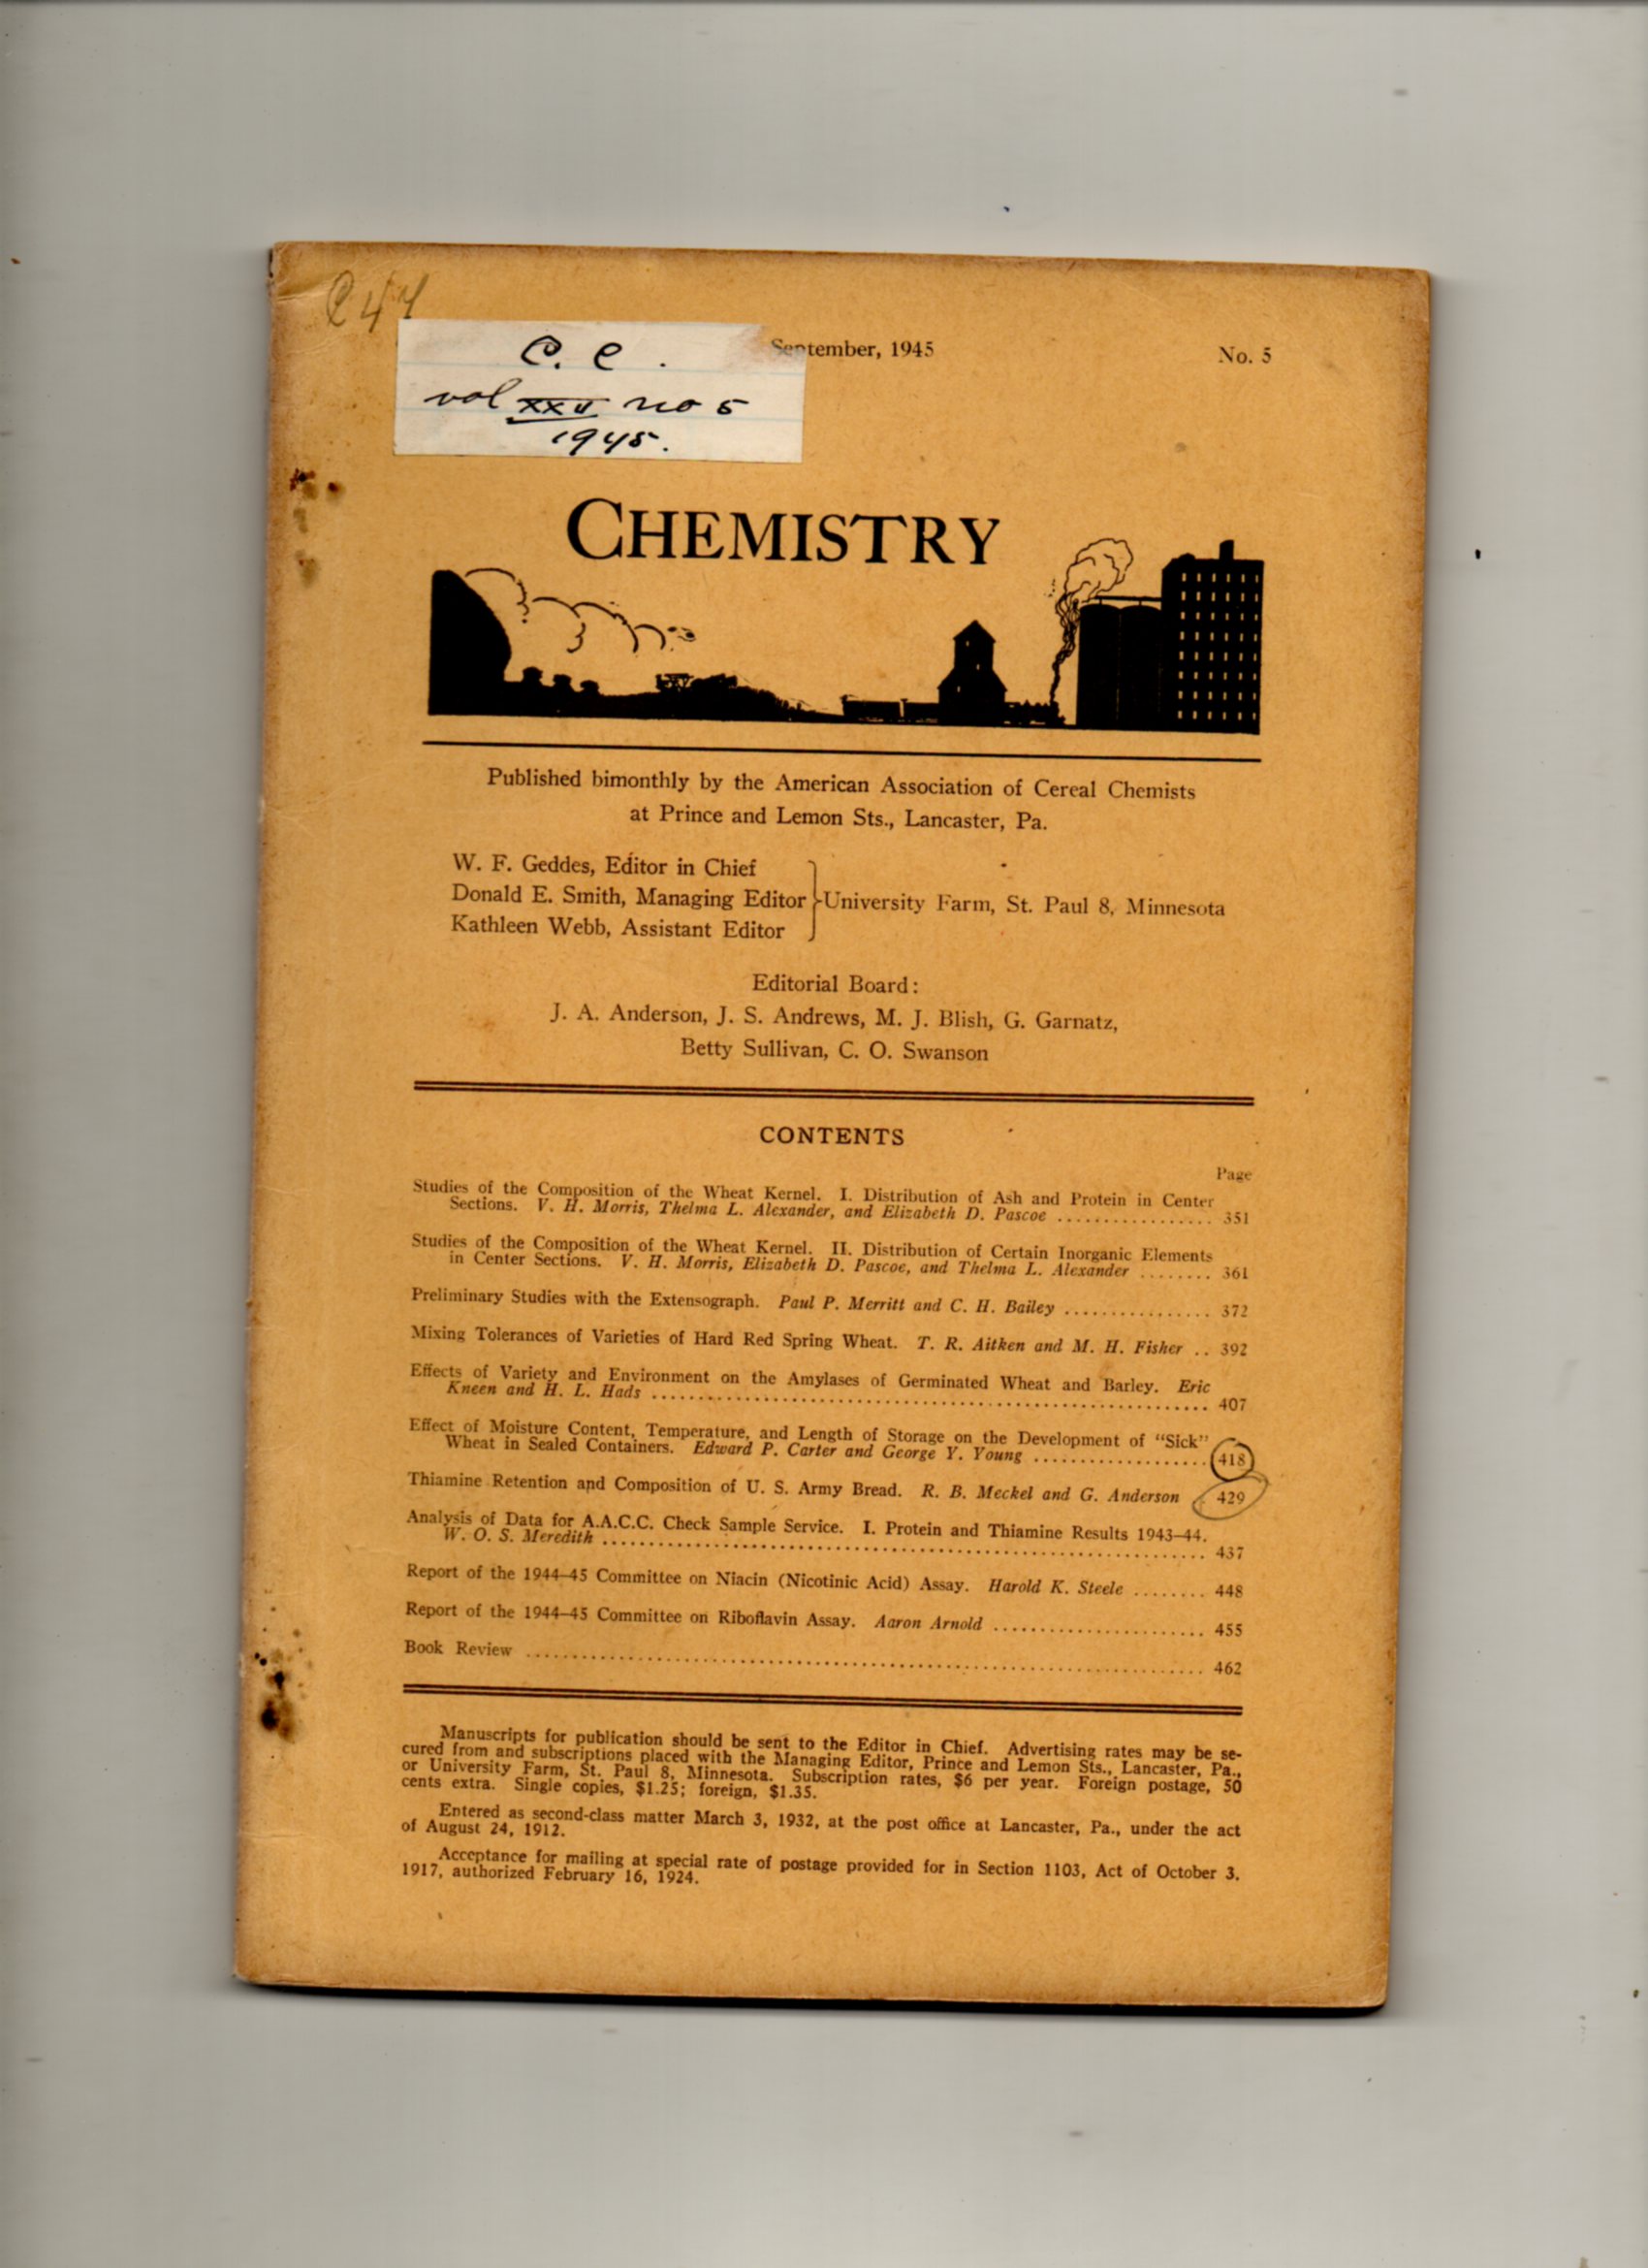 C44
C. C.
September, 1945
No. 5
vol XXII no 5
1945.
CHEMISTRY
Published bimonthly by the American Association of Cereal Chemists
at Prince and Lemon Sts., Lancaster, Pa.
W. F. Geddes, Editor in Chief
Donald E. Smith, Managing Editor
Kathleen Webb, Assistant Editor
University Farm, St. Paul 8, Minnesota
Editorial Board:
J. A. Anderson, J. S. Andrews, M. J. Blish, G. Garnatz,
Betty Sullivan, C. O. Swanson
CONTENTS
Page
Studies of the Composition of the Wheat Kernel. I. Distribution of Ash and Protein in Center
Sections. V. H. Morris, Thelma L. Alexander, and Elizabeth D. Pascoe ................. 351
Studies of the Composition of the Wheat Kernel. II. Distribution of Certain Inorganic Elements
in Center Sections. V. H. Morris, Elizabeth D. Pascoe, and Thelma L. Alexander ........ 361
Preliminary Studies with the Extensograph. Paul P. Merritt and C. H. Bailey ................ 372
Mixing Tolerances of Varieties of Hard Red Spring Wheat. T. R. Aitken and M. H. Fisher .. 392
Effects of Variety and Environment on the Amylases of Germinated Wheat and Barley. Eric
Kneen and H. L. Hads ............................................................ 407
Effect of Moisture Content, Temperature, and Length of Storage on the Development of "Sick"
Wheat in Sealed Containers. Edward P. Carter and George Y. Young ................... 418
Thiamine Retention and Composition of U. S. Army Bread. R. B. Meckel and G. Anderson . 429
Analysis of Data for A.A.C.C. Check Sample Service. I. Protein and Thiamine Results 1943–44.
W. O. S. Meredith ................................................................. 437
Report of the 1944–45 Committee on Niacin (Nicotinic Acid) Assay. Harold K. Steele ........ 448
Report of the 1944–45 Committee on Riboflavin Assay. Aaron Arnold ....................... 455
Book Review ........................................................................ 462
Manuscripts for publication should be sent to the Editor in Chief. Advertising rates may be se-
cured from and subscriptions placed with the Managing Editor, Prince and Lemon Sts., Lancaster, Pa.,
or University Farm, St. Paul 8, Minnesota. Subscription rates, $6 per year. Foreign postage, 50
cents extra. Single copies, $1.25; foreign, $1.35.
Entered as second-class matter March 3, 1932, at the post office at Lancaster, Pa., under the act
of August 24, 1912.
Acceptance for mailing at special rate of postage provided for in Section 1103, Act of October 3,
1917, authorized February 16, 1924.